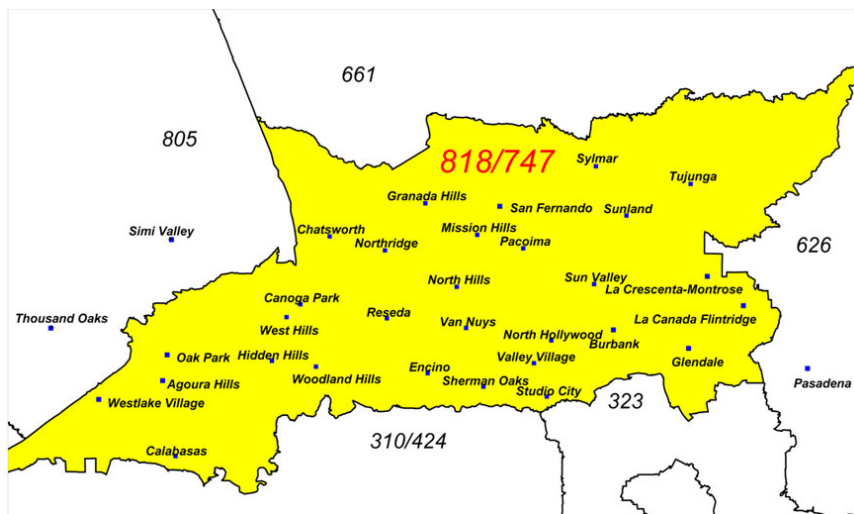 661
805
818/747
Sylmar
Tujunga
Granada Hills
San Fernando
Sunland
Simi Valley
Chatsworth
Mission Hills
Northridge
Pacoima
626
North Hills
Sun Valley
La Crescenta-Montrose
Canoga Park
Thousand Oaks
West Hills
Reseda
Van Nuys
La Canada Flintridge
North Hollywood
Burbank
Oak Park
Hidden Hills
Valley Village
Glendale
Agoura Hills
Woodland Hills
Encino
Sherman Oaks
Pasadena
Westlake Village
Studio City
323
310/424
Calabasas